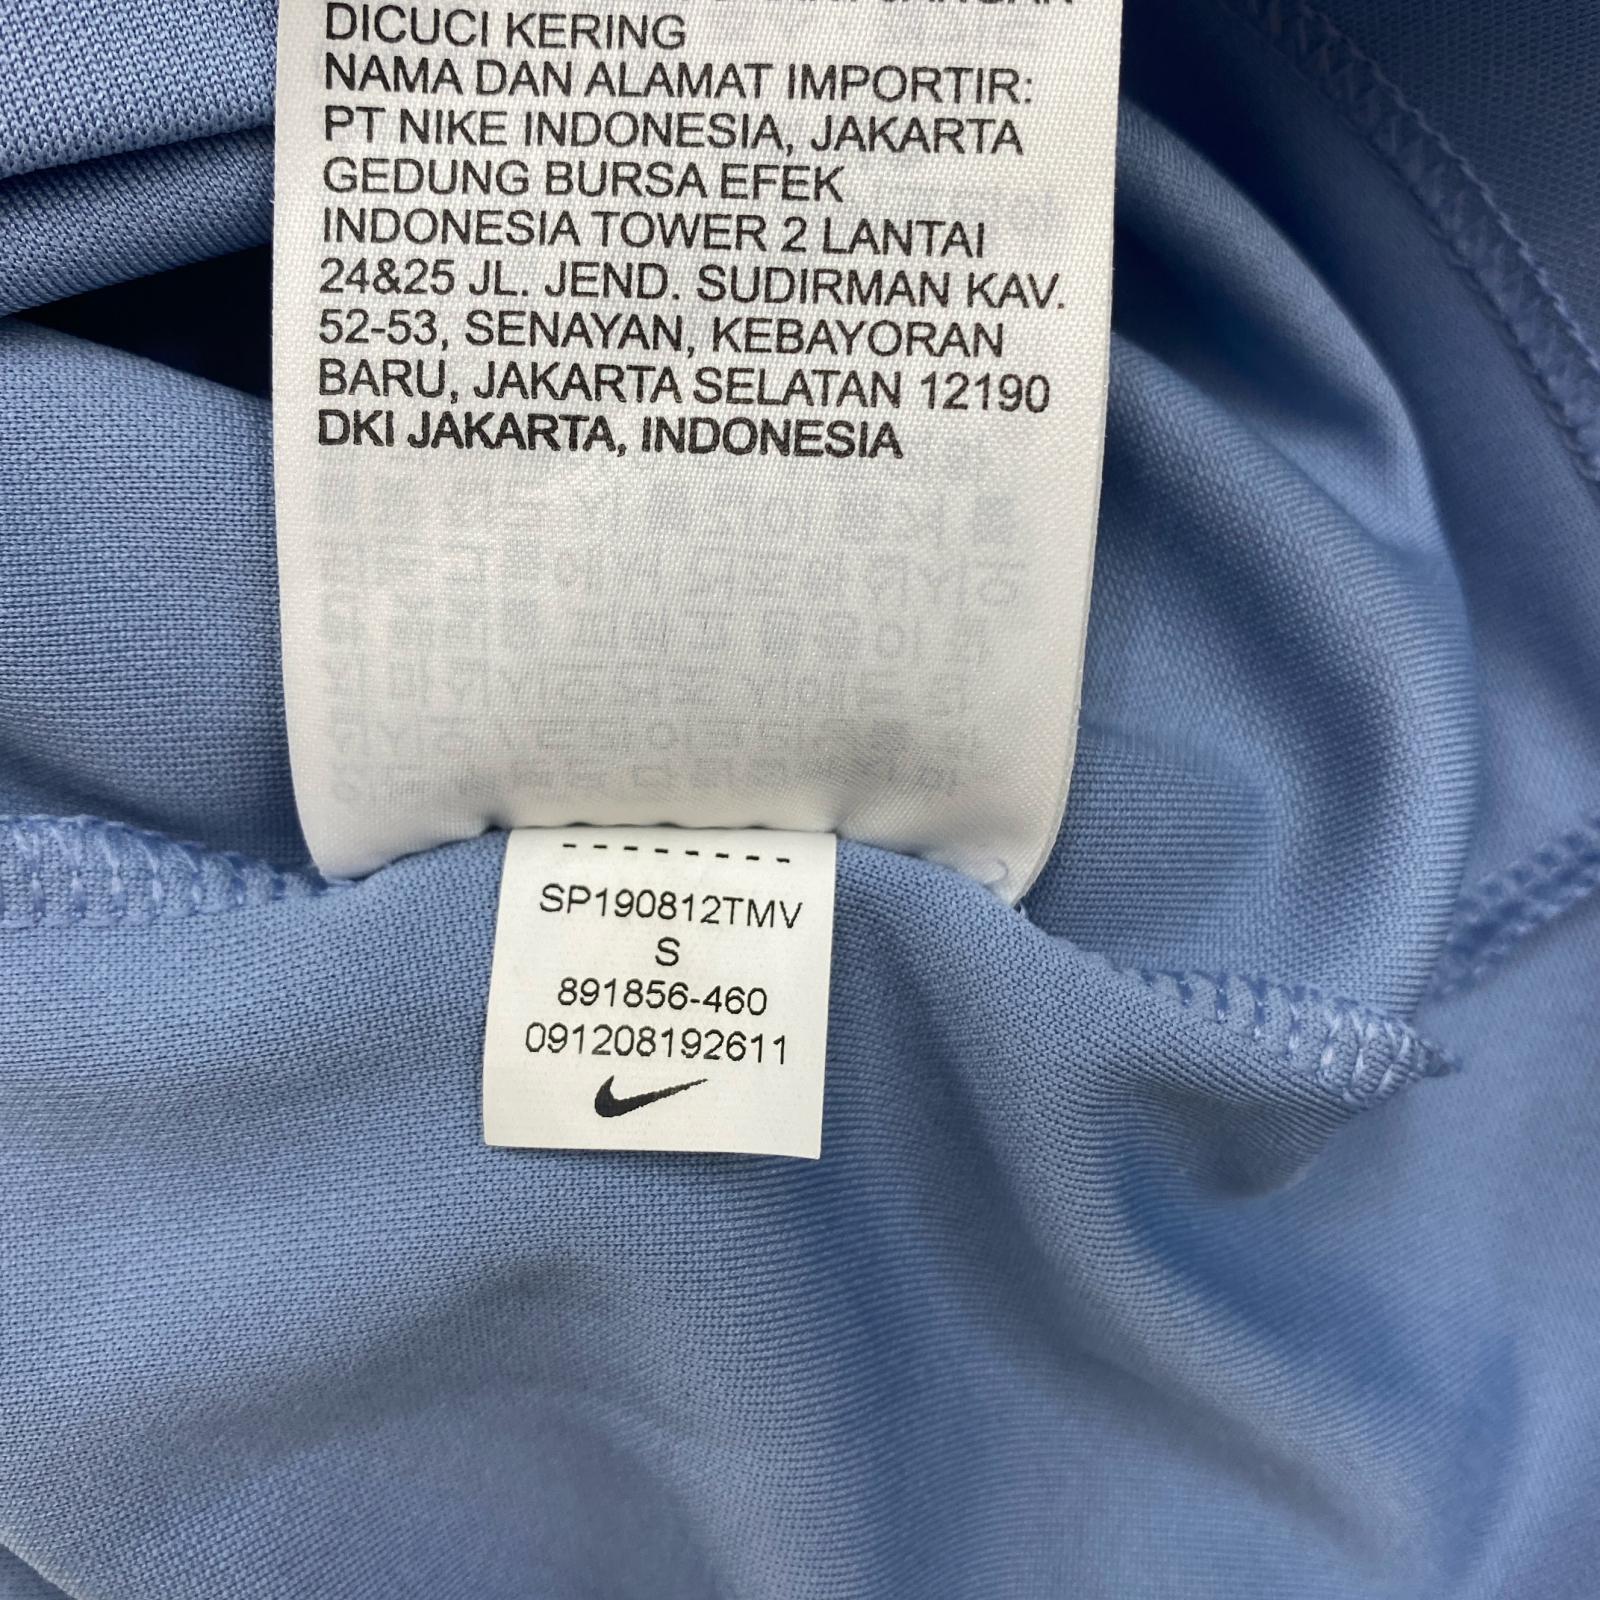 DICUCI KERING
NAMA DAN ALAMAT IMPORTIR:
PT NIKE INDONESIA, JAKARTA
GEDUNG BURSA EFEK
INDONESIA TOWER 2 LANTAI
24&25 JL. JEND. SUDIRMAN KAV.
52-53, SENAYAN, KEBAYORAN
BARU, JAKARTA SELATAN 12190
DKI JAKARTA, INDONESIA
--------
SP190812TMV
S
891856-460
091208192611